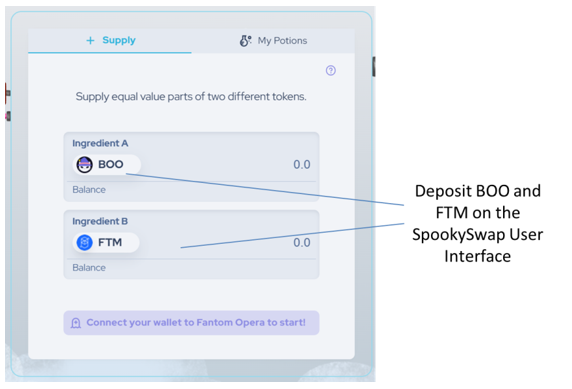 + Supply
My Potions
Supply equal value parts of two different tokens.
Ingredient A
BOO
0.0
Balance
Ingredient B
FTM
0.0
Balance
Connect your wallet to Fantom Opera to start!
Deposit BOO and
FTM on the
SpookySwap User
Interface